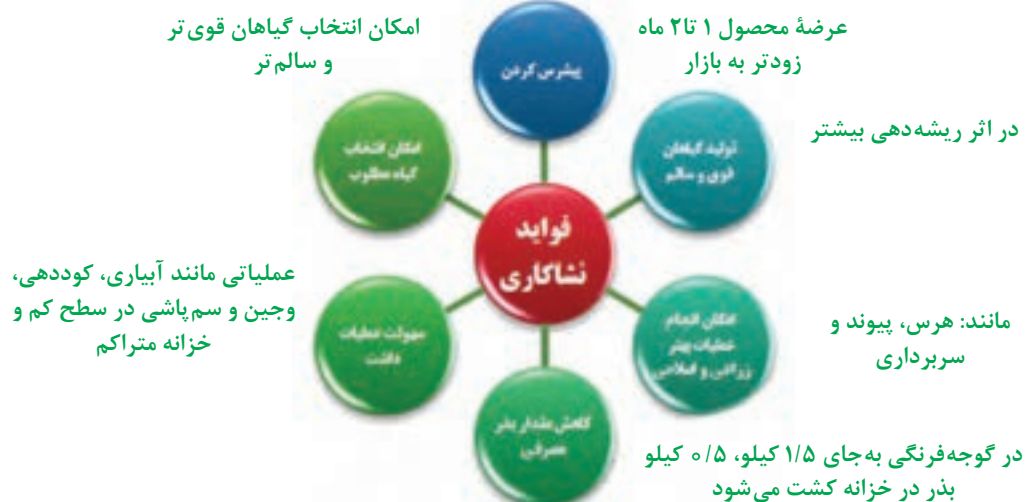 عرضهٔ محصول ۱ تا۲ ماه
زودتر به بازار
امکان انتخاب گیاهان قوی‌تر
و سالم‌تر
پیشرس کردن
در اثر ریشه‌دهی بیشتر
تولید گیاهان
قوی و سالم
امکان انتخاب
گیاه مطلوب
فواید
نشاکاری
عملیاتی مانند آبیاری، کوددهی،
وجین و سم‌پاشی در سطح کم و
خزانه متراکم
مانند: هرس، پیوند و
سربرداری
امکان انجام
عملیات بهتر
زراعی و اصلاحی
سهولت عملیات
داشت
کاهش مقدار بذر
مصرفی
در گوجه‌فرنگی به‌جای ۱/۵ کیلو، ۰/۵ کیلو
بذر در خزانه کشت می‌شود